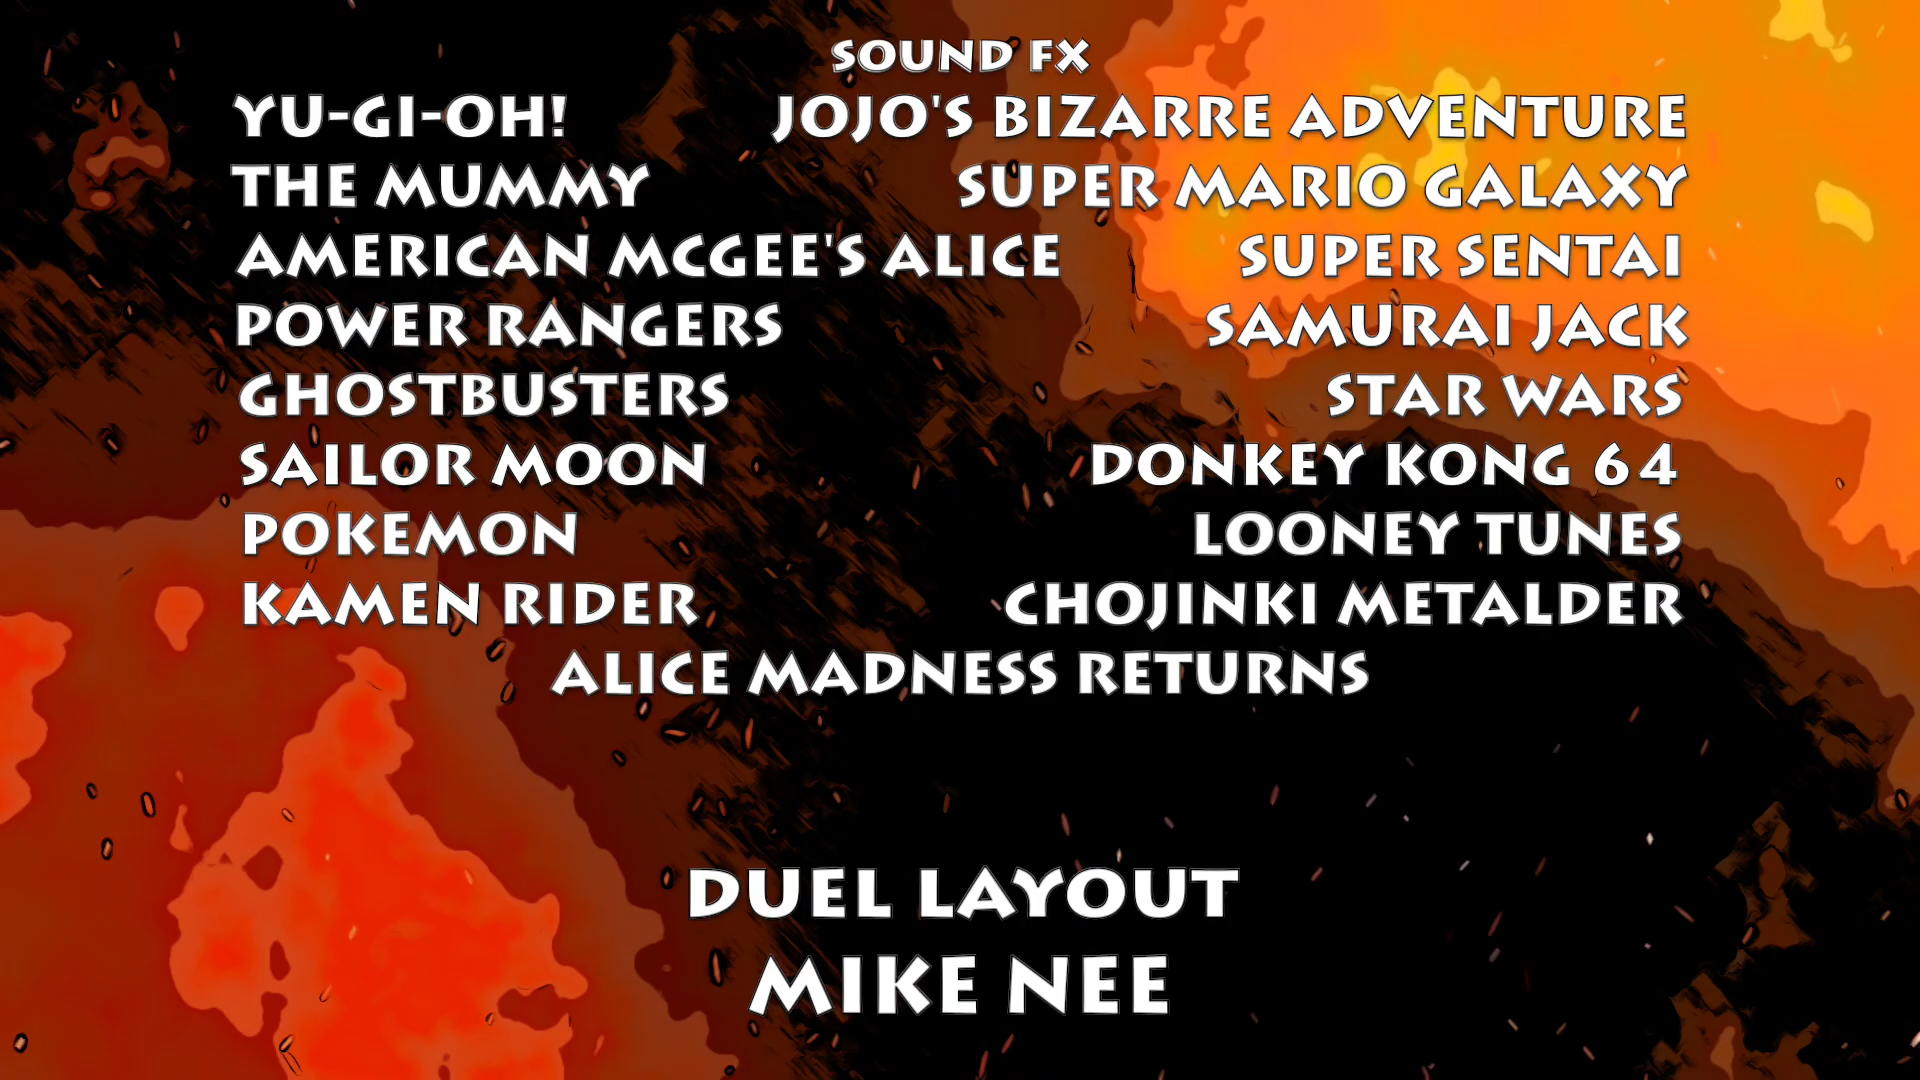 SOUND FX
YU-GI-OH! JOJO'S BIZARRE ADVENTURE
THE MUMMY SUPER MARIO GALAXY
AMERICAN MCGEE'S ALICE SUPER SENTAI
POWER RANGERS SAMURAI JACK
GHOSTBUSTERS STAR WARS
SAILOR MOON DONKEY KONG 64
POKEMON LOONEY TUNES
KAMEN RIDER CHOJINKI METALDER
ALICE MADNESS RETURNS
DUEL LAYOUT
MIKE NEE